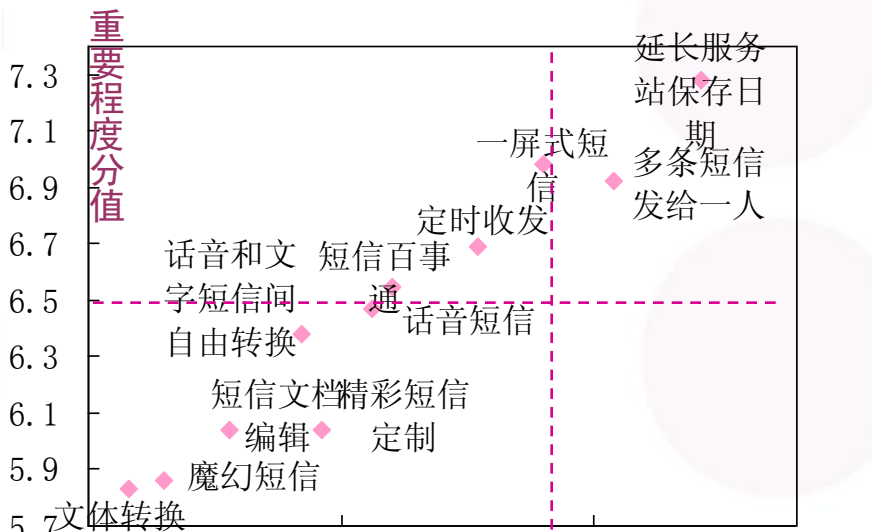 重要程度分值
7.3
7.1
6.9
6.7
6.5
6.3
6.1
5.9
5.7
延长服务
站保存日
期
一屏式短
信
多条短信
发给一人
定时收发
话音和文
字短信间
自由转换
短信百事
通
话音短信
短信文档
编辑
精彩短信
定制
魔幻短信
文体转换